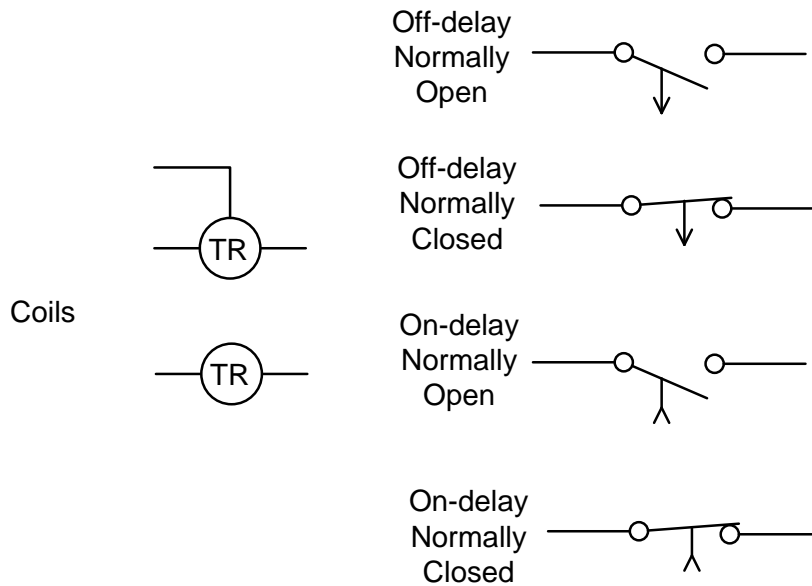 Off-delay
Normally
Open
Off-delay
Normally
Closed
TR
Coils
On-delay
Normally
Open
TR
On-delay
Normally
Closed